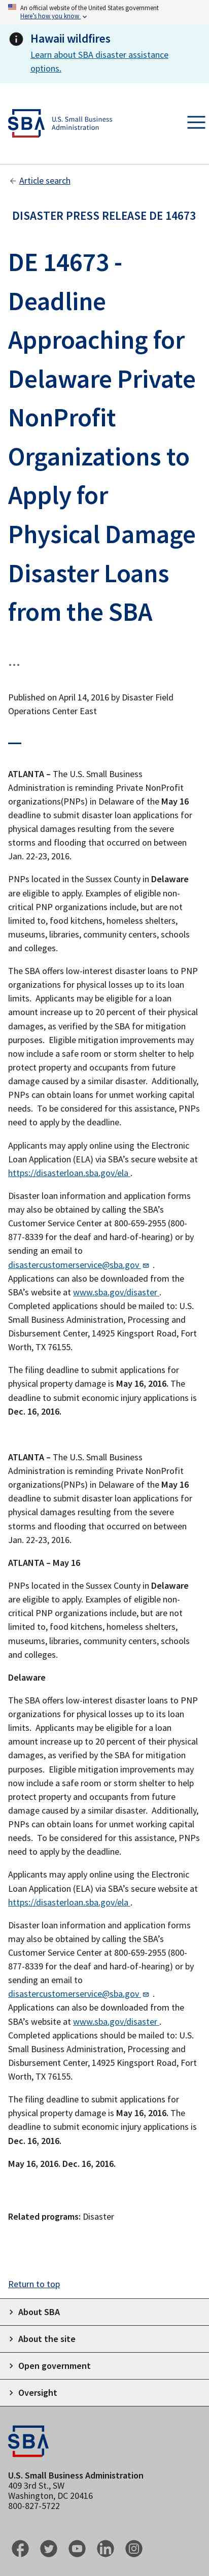 An official website of the United States government
Here's how you know
Hawaii wildfires
Learn about SBA disaster assistance
options.
SBA
U.S. Small Business
Administration
Article search
DISASTER PRESS RELEASE DE 14673
DE 14673 -
Deadline
Approaching for
Delaware Private
NonProfit
Organizations to
Apply for
Physical Damage
Disaster Loans
from the SBA
...
Published on April 14, 2016 by Disaster Field
Operations Center East
ATLANTA – The U.S. Small Business
Administration is reminding Private NonProfit
organizations(PNPs) in Delaware of the May 16
deadline to submit disaster loan applications for
physical damages resulting from the severe
storms and flooding that occurred on between
Jan. 22-23, 2016.
PNPs located in the Sussex County in Delaware
are eligible to apply. Examples of eligible non-
critical PNP organizations include, but are not
limited to, food kitchens, homeless shelters,
museums, libraries, community centers, schools
and colleges.
The SBA offers low-interest disaster loans to PNP
organizations for physical losses up to its loan
limits.  Applicants may be eligible for a loan
amount increase up to 20 percent of their physical
damages, as verified by the SBA for mitigation
purposes.  Eligible mitigation improvements may
now include a safe room or storm shelter to help
protect property and occupants from future
damage caused by a similar disaster.  Additionally,
PNPs can obtain loans for unmet working capital
needs.  To be considered for this assistance, PNPs
need to apply by the deadline.
Applicants may apply online using the Electronic
Loan Application (ELA) via SBA's secure website at
https://disasterloan.sba.gov/ela .
Disaster loan information and application forms
may also be obtained by calling the SBA's
Customer Service Center at 800-659-2955 (800-
877-8339 for the deaf and hard-of-hearing) or by
sending an email to
disastercustomerservice@sba.gov .
Applications can also be downloaded from the
SBA's website at www.sba.gov/disaster .
Completed applications should be mailed to: U.S.
Small Business Administration, Processing and
Disbursement Center, 14925 Kingsport Road, Fort
Worth, TX 76155.
The filing deadline to submit applications for
physical property damage is May 16, 2016. The
deadline to submit economic injury applications is
Dec. 16, 2016.
ATLANTA – The U.S. Small Business
Administration is reminding Private NonProfit
organizations(PNPs) in Delaware of the May 16
deadline to submit disaster loan applications for
physical damages resulting from the severe
storms and flooding that occurred on between
Jan. 22-23, 2016.
ATLANTA – May 16
PNPs located in the Sussex County in Delaware
are eligible to apply. Examples of eligible non-
critical PNP organizations include, but are not
limited to, food kitchens, homeless shelters,
museums, libraries, community centers, schools
and colleges.
Delaware
The SBA offers low-interest disaster loans to PNP
organizations for physical losses up to its loan
limits.  Applicants may be eligible for a loan
amount increase up to 20 percent of their physical
damages, as verified by the SBA for mitigation
purposes.  Eligible mitigation improvements may
now include a safe room or storm shelter to help
protect property and occupants from future
damage caused by a similar disaster.  Additionally,
PNPs can obtain loans for unmet working capital
needs.  To be considered for this assistance, PNPs
need to apply by the deadline.
Applicants may apply online using the Electronic
Loan Application (ELA) via SBA's secure website at
https://disasterloan.sba.gov/ela .
Disaster loan information and application forms
may also be obtained by calling the SBA's
Customer Service Center at 800-659-2955 (800-
877-8339 for the deaf and hard-of-hearing) or by
sending an email to
disastercustomerservice@sba.gov .
Applications can also be downloaded from the
SBA's website at www.sba.gov/disaster .
Completed applications should be mailed to: U.S.
Small Business Administration, Processing and
Disbursement Center, 14925 Kingsport Road, Fort
Worth, TX 76155.
The filing deadline to submit applications for
physical property damage is May 16, 2016. The
deadline to submit economic injury applications is
Dec. 16, 2016.
May 16, 2016. Dec. 16, 2016.
Related programs: Disaster
Return to top
About SBA
About the site
Open government
Oversight
SBA
U.S. Small Business Administration
409 3rd St., SW
Washington, DC 20416
800-827-5722